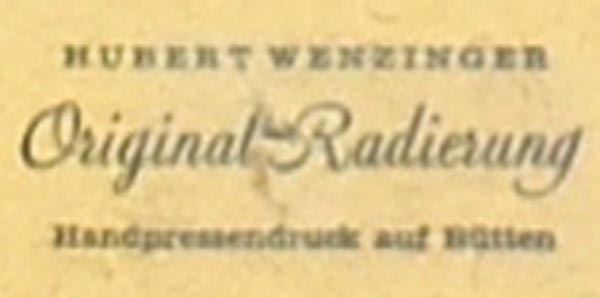 HUBERT WENZINGER
Original-Radierung
Handpressendruck auf Bütten